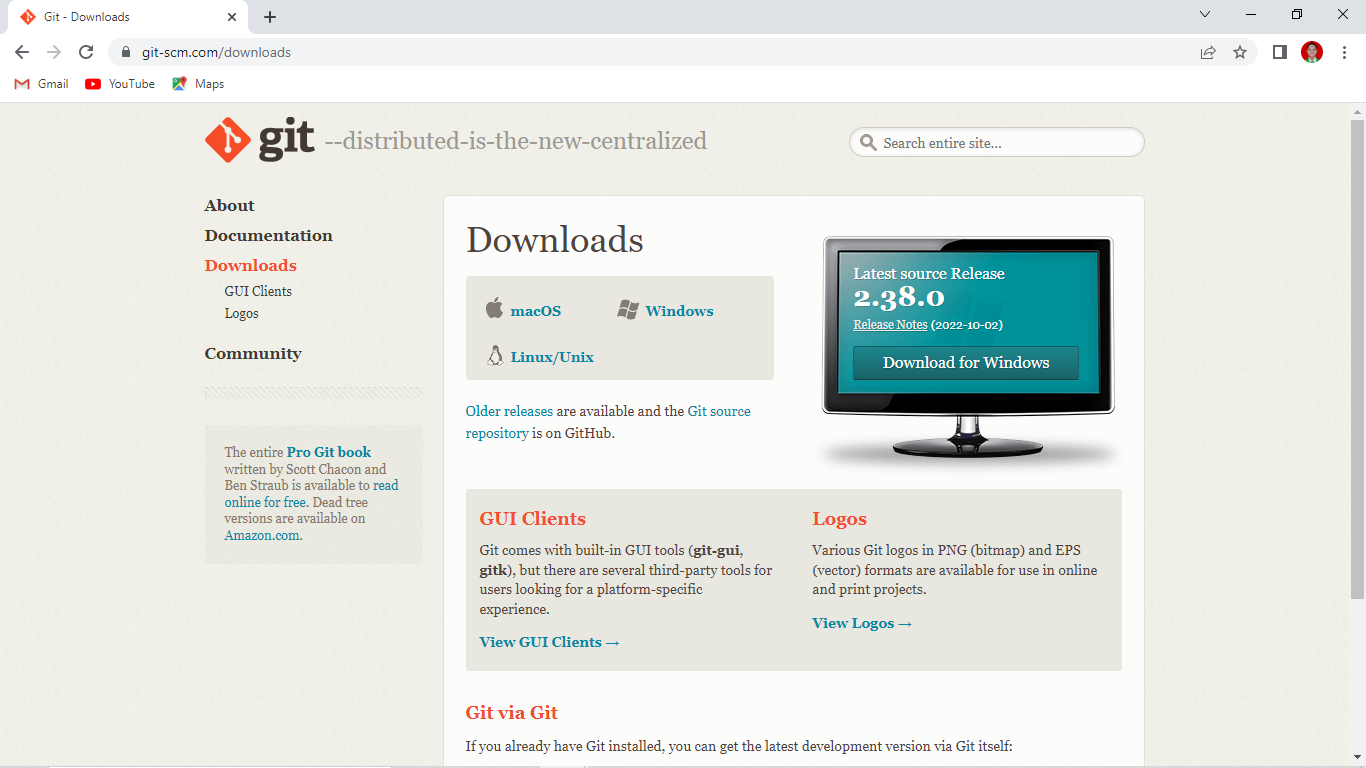 Git - Downloads
git-scm.com/downloads
Gmail
YouTube
Maps
git --distributed-is-the-new-centralized
Search entire site...
About
Documentation
Downloads
GUI Clients
Logos
Community
The entire Pro Git book
written by Scott Chacon and
Ben Straub is available to read
online for free. Dead tree
versions are available on
Amazon.com.
Downloads
macOS
Windows
Linux/Unix
Older releases are available and the Git source
repository is on GitHub.
Latest source Release
2.38.0
Release Notes (2022-10-02)
Download for Windows
GUI Clients
Git comes with built-in GUI tools (git-gui,
gitk), but there are several third-party tools for
users looking for a platform-specific
experience.
View GUI Clients →
Logos
Various Git logos in PNG (bitmap) and EPS
(vector) formats are available for use in online
and print projects.
View Logos →
Git via Git
If you already have Git installed, you can get the latest development version via Git itself: